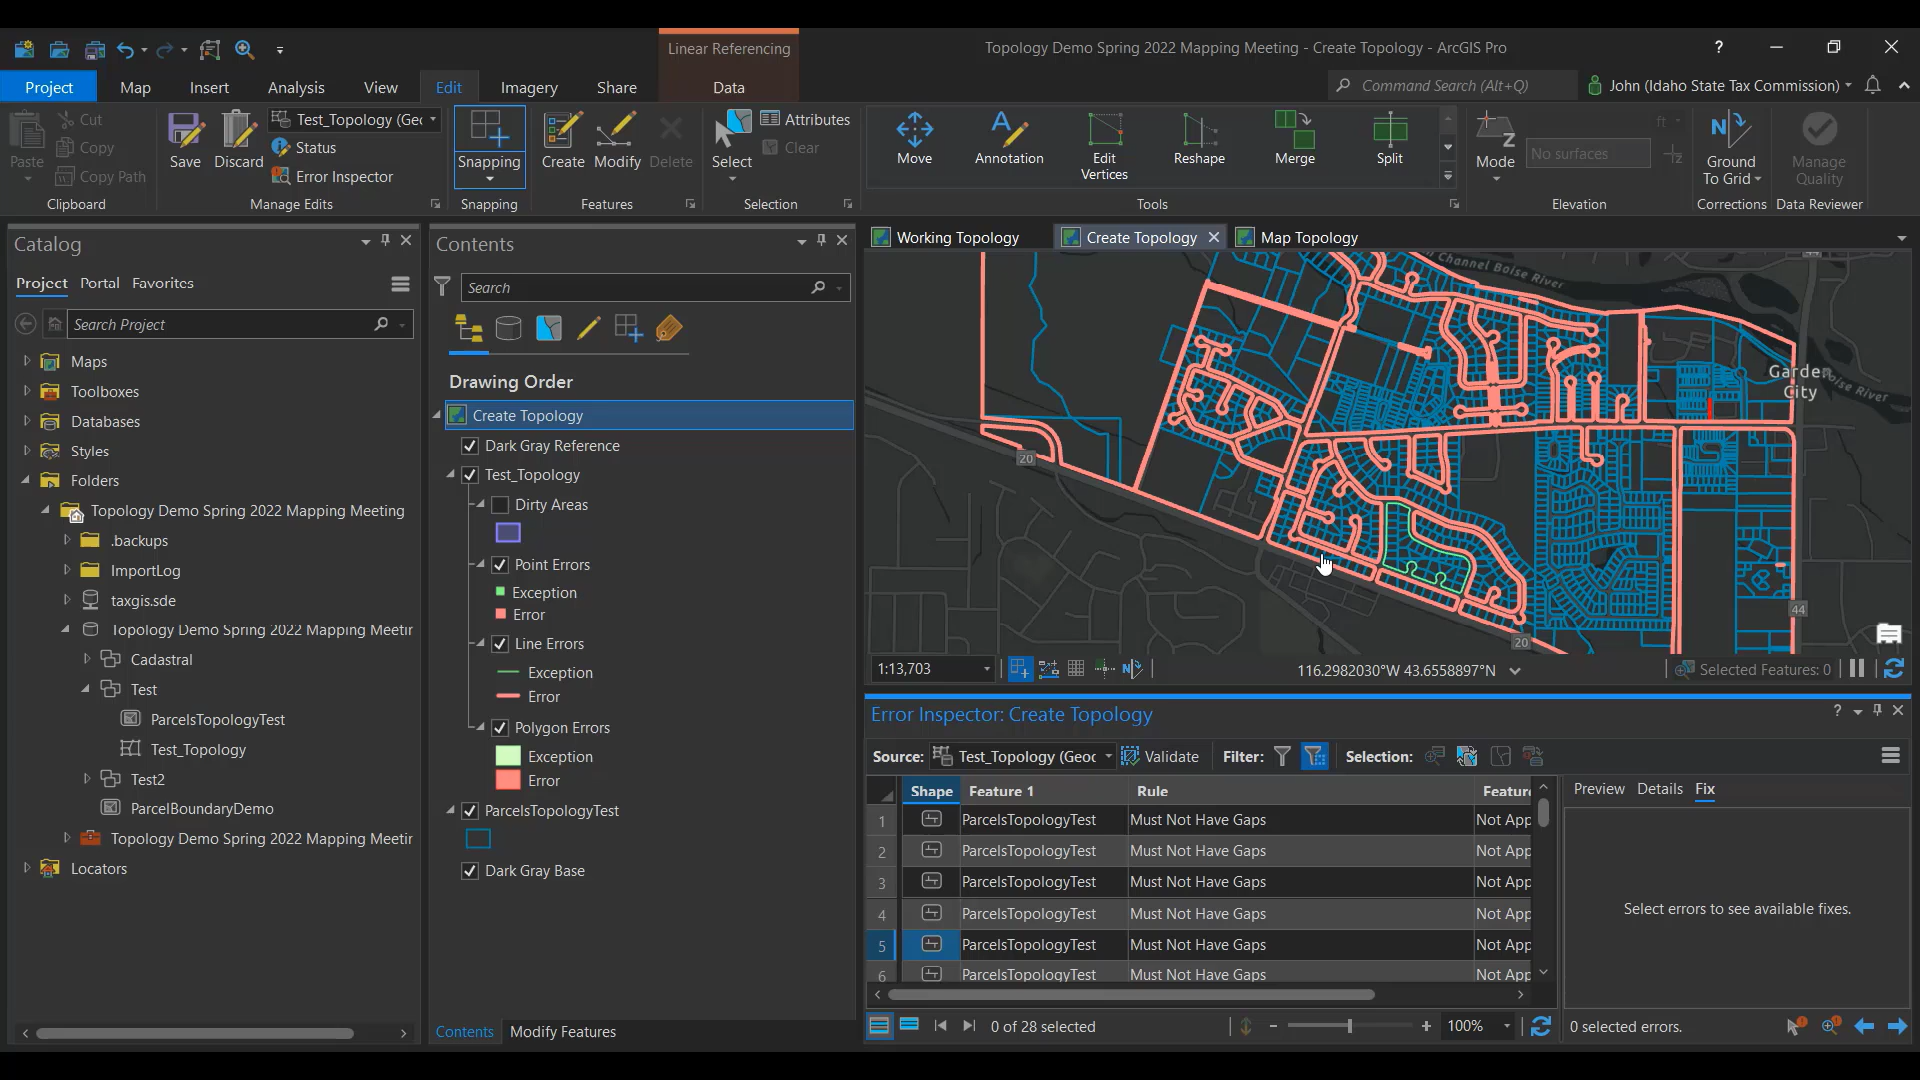 Linear Referencing
Topology Demo Spring 2022 Mapping Meeting - Create Topology - ArcGIS Pro
?
Project
Map
Insert
Analysis
View
Edit
Imagery
Share
Data
Command Search (Alt+Q)
John (Idaho State Tax Commission)
Paste
Cut
Copy
Copy Path
Clipboard
Save
Discard
Test_Topology (Geo
Status
Error Inspector
Manage Edits
Snapping
Snapping
Create
Modify
Delete
Features
Select
Attributes
Clear
Selection
Move
Annotation
Edit
Vertices
Reshape
Merge
Split
Tools
Mode
No surfaces
ft
Elevation
Ground
To Grid
Corrections
Manage
Quality
Data Reviewer
Catalog
Project
Portal
Favorites
Search Project
Maps
Toolboxes
Databases
Styles
Folders
Topology Demo Spring 2022 Mapping Meeting
.backups
ImportLog
taxgis.sde
Topology Demo Spring 2022 Mapping Meetir
Cadastral
Test
ParcelsTopologyTest
Test_Topology
Test2
ParcelBoundaryDemo
Topology Demo Spring 2022 Mapping Meetir
Locators
Contents
Search
Drawing Order
Create Topology
Dark Gray Reference
Test_Topology
Dirty Areas
Point Errors
Exception
Error
Line Errors
Exception
Error
Polygon Errors
Exception
Error
ParcelsTopologyTest
Dark Gray Base
Contents
Modify Features
Working Topology
Create Topology
Map Topology
Channel Boise River
Garden
City
Boise River
20
20
44
1:13,703
116.2982030°W 43.6558897°N
Selected Features: 0
Error Inspector: Create Topology
?
Source:
Test_Topology (Geoc
Validate
Filter:
Selection:
Shape
Feature 1
Rule
Feature
1 ParcelsTopologyTest Must Not Have Gaps Not App
2 ParcelsTopologyTest Must Not Have Gaps Not App
3 ParcelsTopologyTest Must Not Have Gaps Not App
4 ParcelsTopologyTest Must Not Have Gaps Not App
5 ParcelsTopologyTest Must Not Have Gaps Not App
6 ParcelsTopologyTest Must Not Have Gaps Not App
0 of 28 selected
100%
Preview
Details
Fix
Select errors to see available fixes.
0 selected errors.